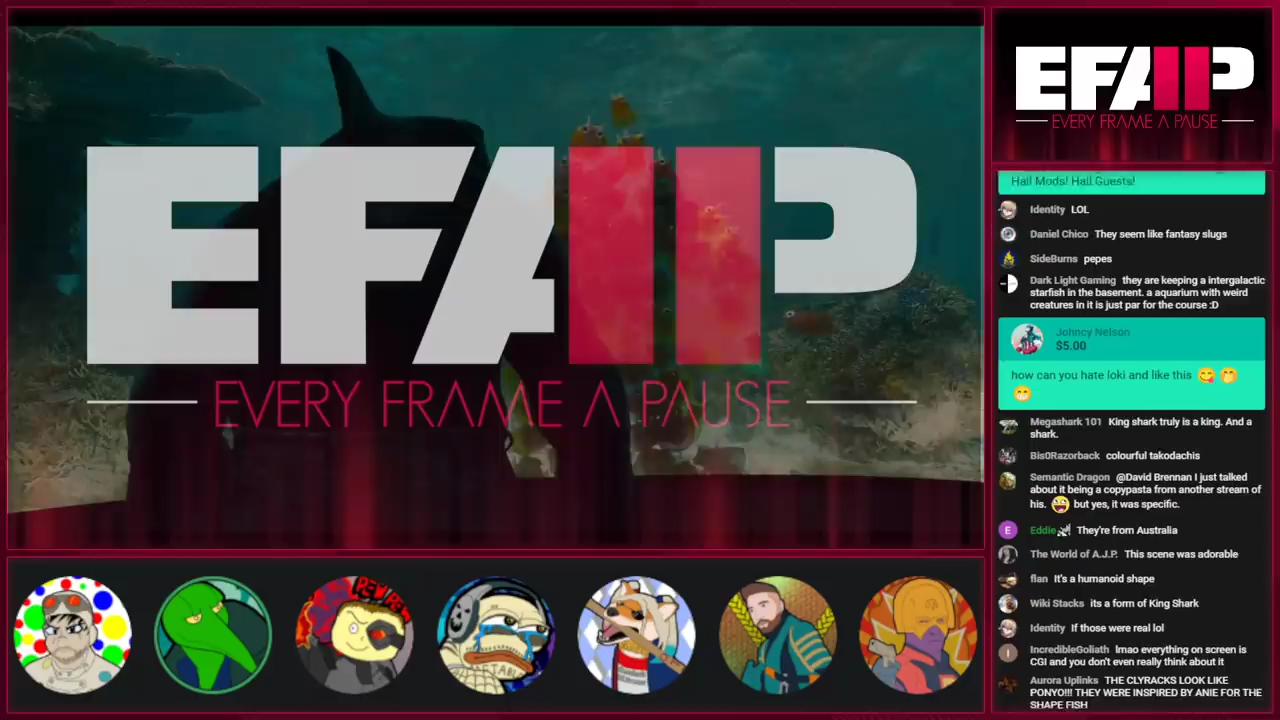 EFAP
EVERY FRAME A PAUSE
PEW PEW
EFAP
EVERY FRAME A PAUSE
Hail Mods! Hail Guests!
Identity LOL
Daniel Chico They seem like fantasy slugs
SideBurns pepes
Dark Light Gaming they are keeping a intergalactic
starfish in the basement. a aquarium with weird
creatures in it is just par for the course :D
Johncy Nelson
$5.00
how can you hate loki and like this 😋 🤭
😁
Megashark 101 King shark truly is a king. And a
shark.
Bis0Razorback colourful takodachis
Semantic Dragon @David Brennan I just talked
about it being a copypasta from another stream of
his. 😅 but yes, it was specific.
E Eddie They're from Australia
The World of A.J.P. This scene was adorable
flan It's a humanoid shape
Wiki Stacks its a form of King Shark
Identity If those were real lol
I IncredibleGoliath lmao everything on screen is
CGI and you don't even really think about it
Aurora Uplinks THE CLYRACKS LOOK LIKE
PONYO!!! THEY WERE INSPIRED BY ANIE FOR THE
SHAPE FISH